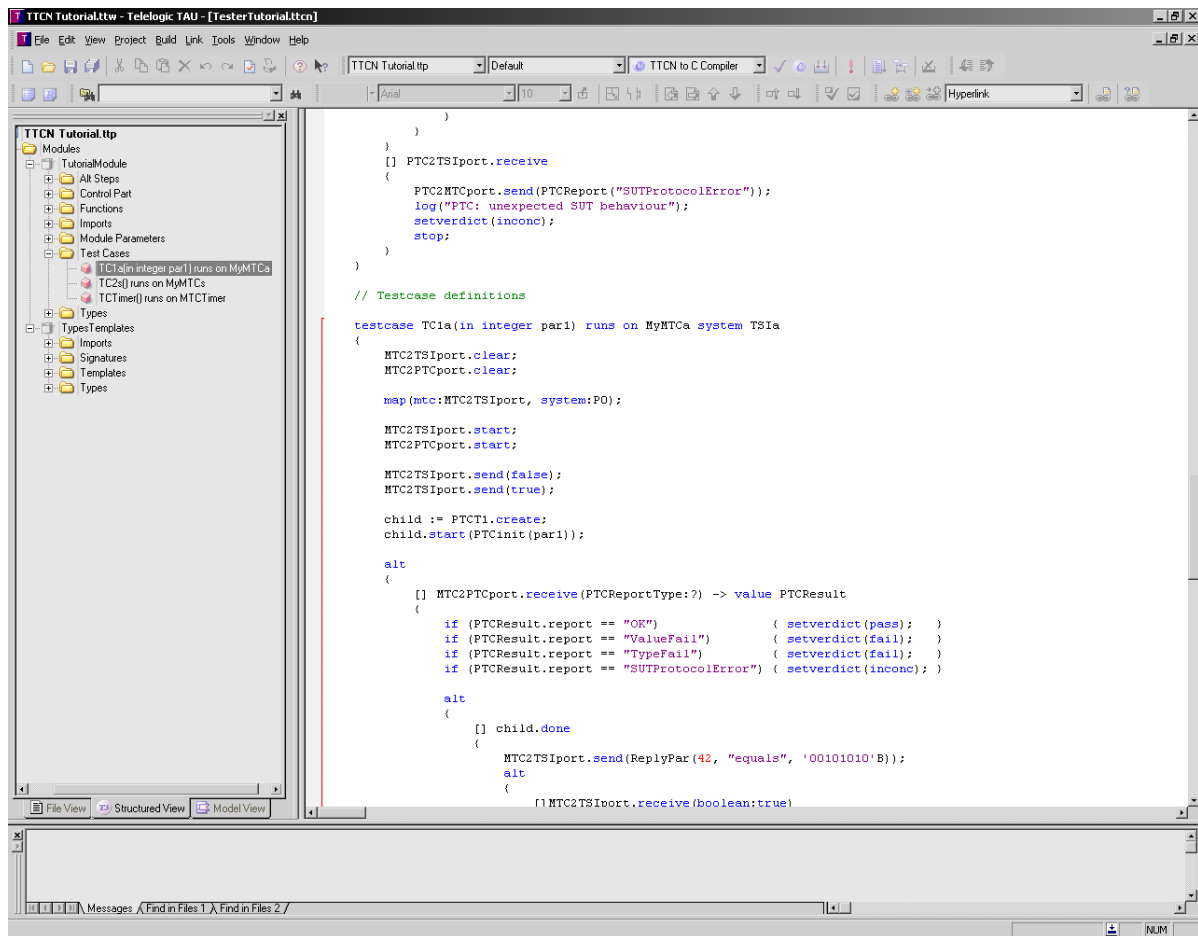 TTCN Tutorial.ttw - Telelogic TAU - [TesterTutorial.ttcn]
File Edit View Project Build Link Tools Window Help
TTCN Tutorial.ttp Default TTCN to C Compiler
Arial 10 Hyperlink
TTCN Tutorial.ttp
Modules
TutorialModule
Alt Steps
Control Part
Functions
Imports
Module Parameters
Test Cases
TC1a(in integer par1) runs on MyMTCa
TC2s() runs on MyMTCs
TCTimer() runs on MTCTimer
Types
TypesTemplates
Imports
Signatures
Templates
Types
File View Structured View Model View
}
}
}
[] PTC2TSIport.receive
{
PTC2MTCport.send(PTCReport("SUTProtocolError"));
log("PTC: unexpected SUT behaviour");
setverdict(inconc);
stop;
}
}
// Testcase definitions
testcase TC1a(in integer par1) runs on MyMTCa system TSIa
{
MTC2TSIport.clear;
MTC2PTCport.clear;
map(mtc:MTC2TSIport, system:PO);
MTC2TSIport.start;
MTC2PTCport.start;
MTC2TSIport.send(false);
MTC2TSIport.send(true);
child := PTCT1.create;
child.start(PTCinit(par1));
alt
{
[] MTC2PTCport.receive(PTCReportType:?) -> value PTCResult
{
if (PTCResult.report == "OK") { setverdict(pass); }
if (PTCResult.report == "ValueFail") { setverdict(fail); }
if (PTCResult.report == "TypeFail") { setverdict(fail); }
if (PTCResult.report == "SUTProtocolError") { setverdict(inconc); }
alt
{
[] child.done
{
MTC2TSIport.send(ReplyPar(42, "equals", '00101010'B));
alt
{
[]MTC2TSIport.receive(boolean:true)
Messages Find in Files 1 Find in Files 2
NUM